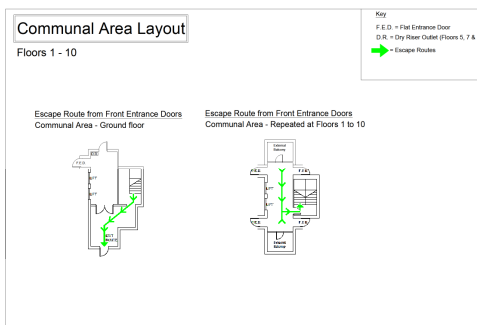 Communal Area Layout
Floors 1 - 10
Key
F.E.D. = Flat Entrance Door
D.R. = Dry Riser Outlet (Floors 5, 7 &
= Escape Routes
Escape Route from Front Entrance Doors
Communal Area - Ground floor
Escape Route from Front Entrance Doors
Communal Area - Repeated at Floors 1 to 10
F.E.D.
LIFT
LIFT
External
Balcony
F.E.D.
F.E.D.
LIFT
LIFT
F.E.D.
F.E.D.
Balcony